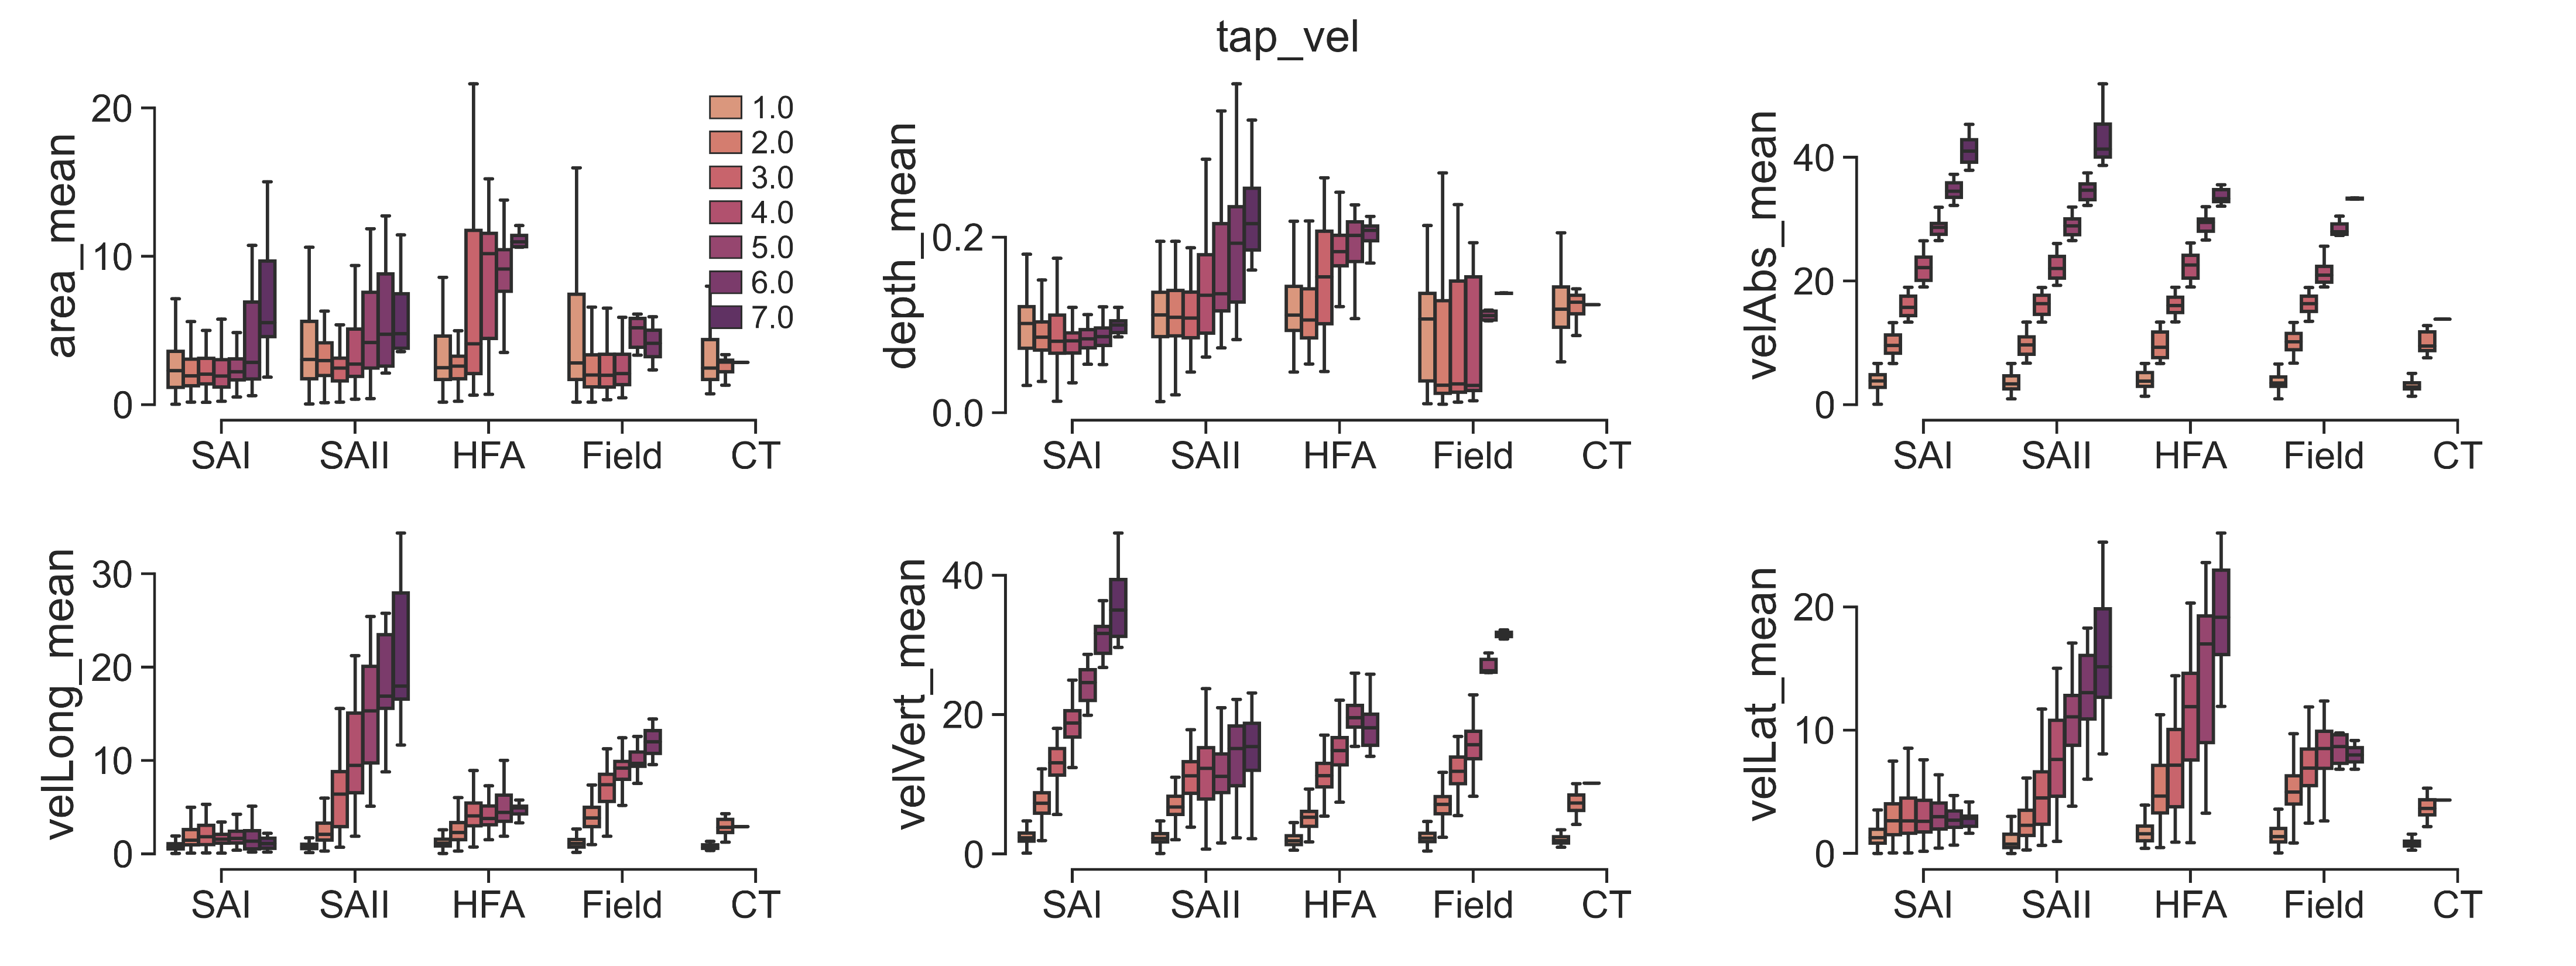 tap_vel
area_mean
20
10
0
SAI SAII HFA Field CT
1.0
2.0
3.0
4.0
5.0
6.0
7.0
depth_mean
0.2
0.0
SAI SAII HFA Field CT
velAbs_mean
40
20
0
SAI SAII HFA Field CT
velLong_mean
30
20
10
0
SAI SAII HFA Field CT
velVert_mean
40
20
0
SAI SAII HFA Field CT
velLat_mean
20
10
0
SAI SAII HFA Field CT